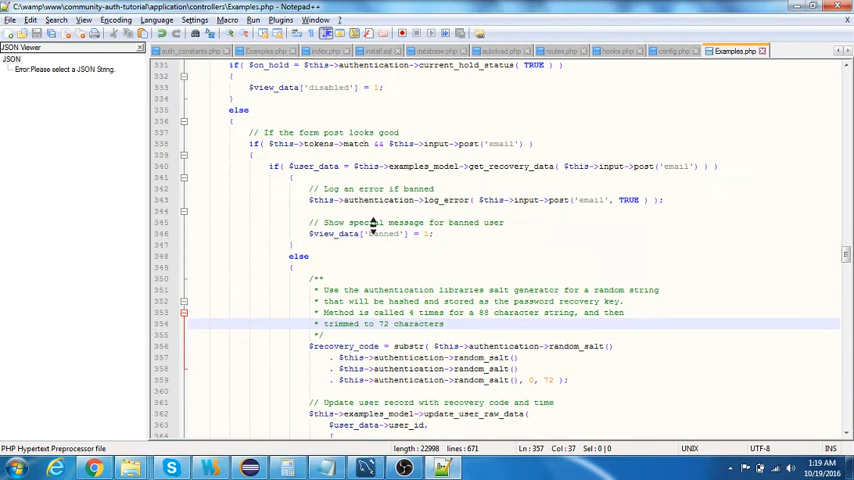 C:\wamp\www\community-auth-tutorial\application\controllers\Examples.php - Notepad++
File Edit Search View Encoding Language Settings Macro Run Plugins Window ?
JSON Viewer
auth_constants.php Examples.php index.php install.sql database.php autoload.php routes.php hooks.php config.php Examples.php
JSON
Error:Please select a JSON String.
331 if( $on_hold = $this->authentication->current_hold_status( TRUE ) )
332 {
333 $view_data['disabled'] = 1;
334 }
335 else
336 {
337 // If the form post looks good
338 if( $this->tokens->match && $this->input->post('email') )
339 {
340 if( $user_data = $this->examples_model->get_recovery_data( $this->input->post('email') ) )
341 {
342 // Log an error if banned
343 $this->authentication->log_error( $this->input->post('email', TRUE ) );
344
345 // Show special message for banned user
346 $view_data['banned'] = 1;
347 }
348 else
349 {
350 /**
351 * Use the authentication libraries salt generator for a random string
352 * that will be hashed and stored as the password recovery key.
353 * Method is called 4 times for a 88 character string, and then
354 * trimmed to 72 characters
355 */
356 $recovery_code = substr( $this->authentication->random_salt()
357 . $this->authentication->random_salt()
358 . $this->authentication->random_salt()
359 . $this->authentication->random_salt(), 0, 72 );
360
361 // Update user record with recovery code and time
362 $this->examples_model->update_user_raw_data(
363 $user_data->user_id,
364 [
PHP Hypertext Preprocessor file length : 22998 lines : 671 Ln : 357 Col : 37 Sel : 0 | 0 Dos\Windows UTF-8 INS
1:19 AM
10/19/2016